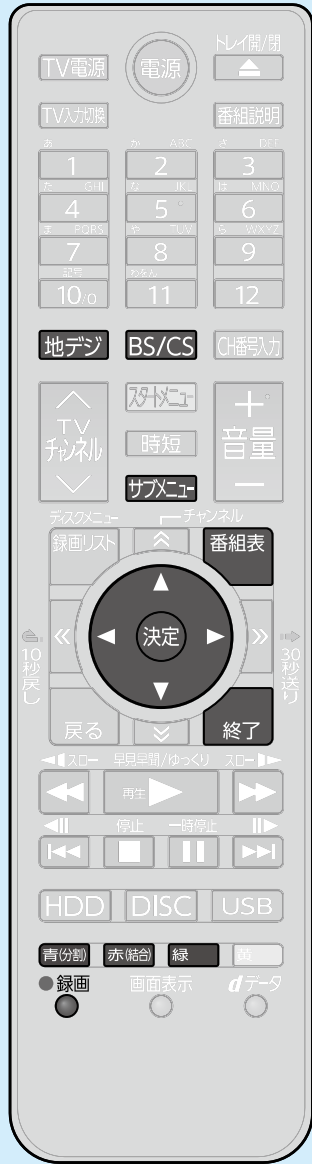 トレイ開/閉
TV電源 電源
TV入力切換 番組説明
あ か ABC さ DEF
1 2 3
た GHI な JKL は MNO
4 5 6
ま PQRS や TUV ら WXYZ
7 8 9
記号 わをん
10/0 11 12
地デジ BS/CS CH番号入力
スタートメニュー
TVチャンネル 時短 + 音量 −
サブメニュー
ディスクメニュー チャンネル
録画リスト 番組表
10秒戻し 決定 30秒送り
戻る 終了
スロー 早見早聞/ゆっくり スロー
再生
停止 一時停止
HDD DISC USB
青(分割) 赤(結合) 緑 黄
●録画 画面表示 dデータ